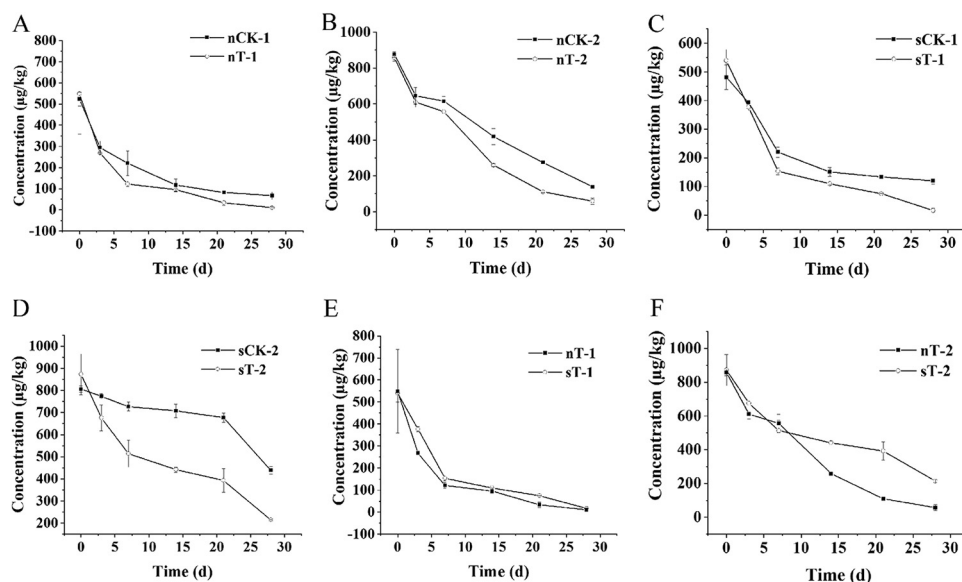 A
Concentration (µg/kg)
800
700
600
500
400
300
200
100
0
-100
nCK-1
nT-1
0 5 10 15 20 25 30
Time (d)
B
Concentration (µg/kg)
1000
800
600
400
200
0
nCK-2
nT-2
0 5 10 15 20 25 30
Time (d)
C
Concentration (µg/kg)
600
500
400
300
200
100
0
sCK-1
sT-1
0 5 10 15 20 25 30
Time (d)
D
Concentration (µg/kg)
1000
900
800
700
600
500
400
300
200
sCK-2
sT-2
0 5 10 15 20 25 30
Time (d)
E
Concentration (µg/kg)
800
700
600
500
400
300
200
100
0
-100
nT-1
sT-1
0 5 10 15 20 25 30
Time (d)
F
Concentration (µg/kg)
1000
800
600
400
200
0
nT-2
sT-2
0 5 10 15 20 25 30
Time (d)